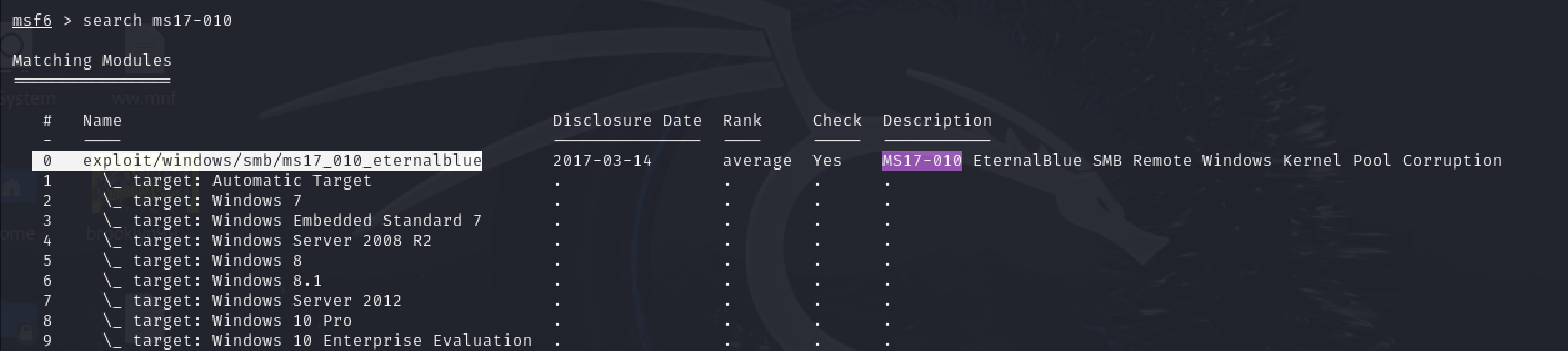 msf6 > search ms17-010
Matching Modules
================
# Name Disclosure Date Rank Check Description
- ---- --------------- ---- ----- -----------
0 exploit/windows/smb/ms17_010_eternalblue 2017-03-14 average Yes MS17-010 EternalBlue SMB Remote Windows Kernel Pool Corruption
1 \_ target: Automatic Target . . . .
2 \_ target: Windows 7 . . . .
3 \_ target: Windows Embedded Standard 7 . . . .
4 \_ target: Windows Server 2008 R2 . . . .
5 \_ target: Windows 8 . . . .
6 \_ target: Windows 8.1 . . . .
7 \_ target: Windows Server 2012 . . . .
8 \_ target: Windows 10 Pro . . . .
9 \_ target: Windows 10 Enterprise Evaluation . . . .
System
ww.mnf